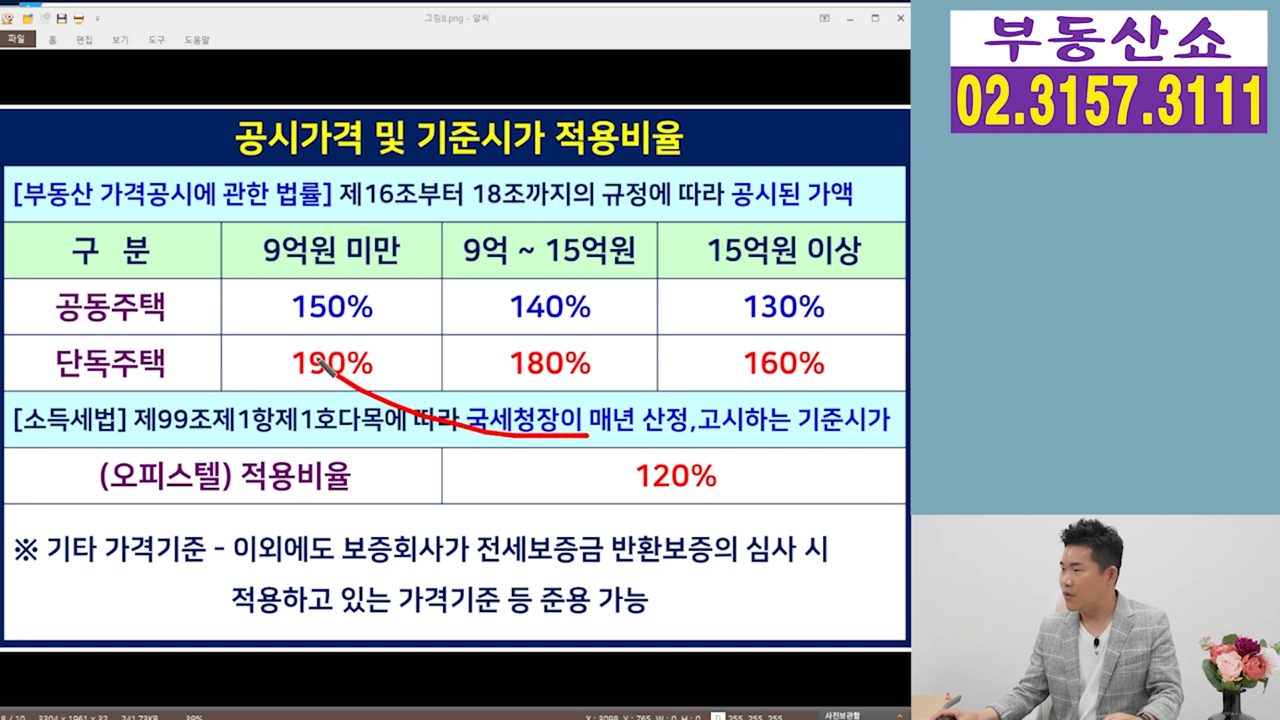 그림8.png - 알씨
파일 홈 편집 보기 도구 도움말
부동산쇼
02.3157.3111
공시가격 및 기준시가 적용비율
[부동산 가격공시에 관한 법률] 제16조부터 18조까지의 규정에 따라 공시된 가액
구 분 9억원 미만 9억 ~ 15억원 15억원 이상
공동주택 150% 140% 130%
단독주택 190% 180% 160%
[소득세법] 제99조제1항제1호다목에 따라 국세청장이 매년 산정,고시하는 기준시가
(오피스텔) 적용비율 120%
※ 기타 가격기준 - 이외에도 보증회사가 전세보증금 반환보증의 심사 시
적용하고 있는 가격기준 등 준용 가능